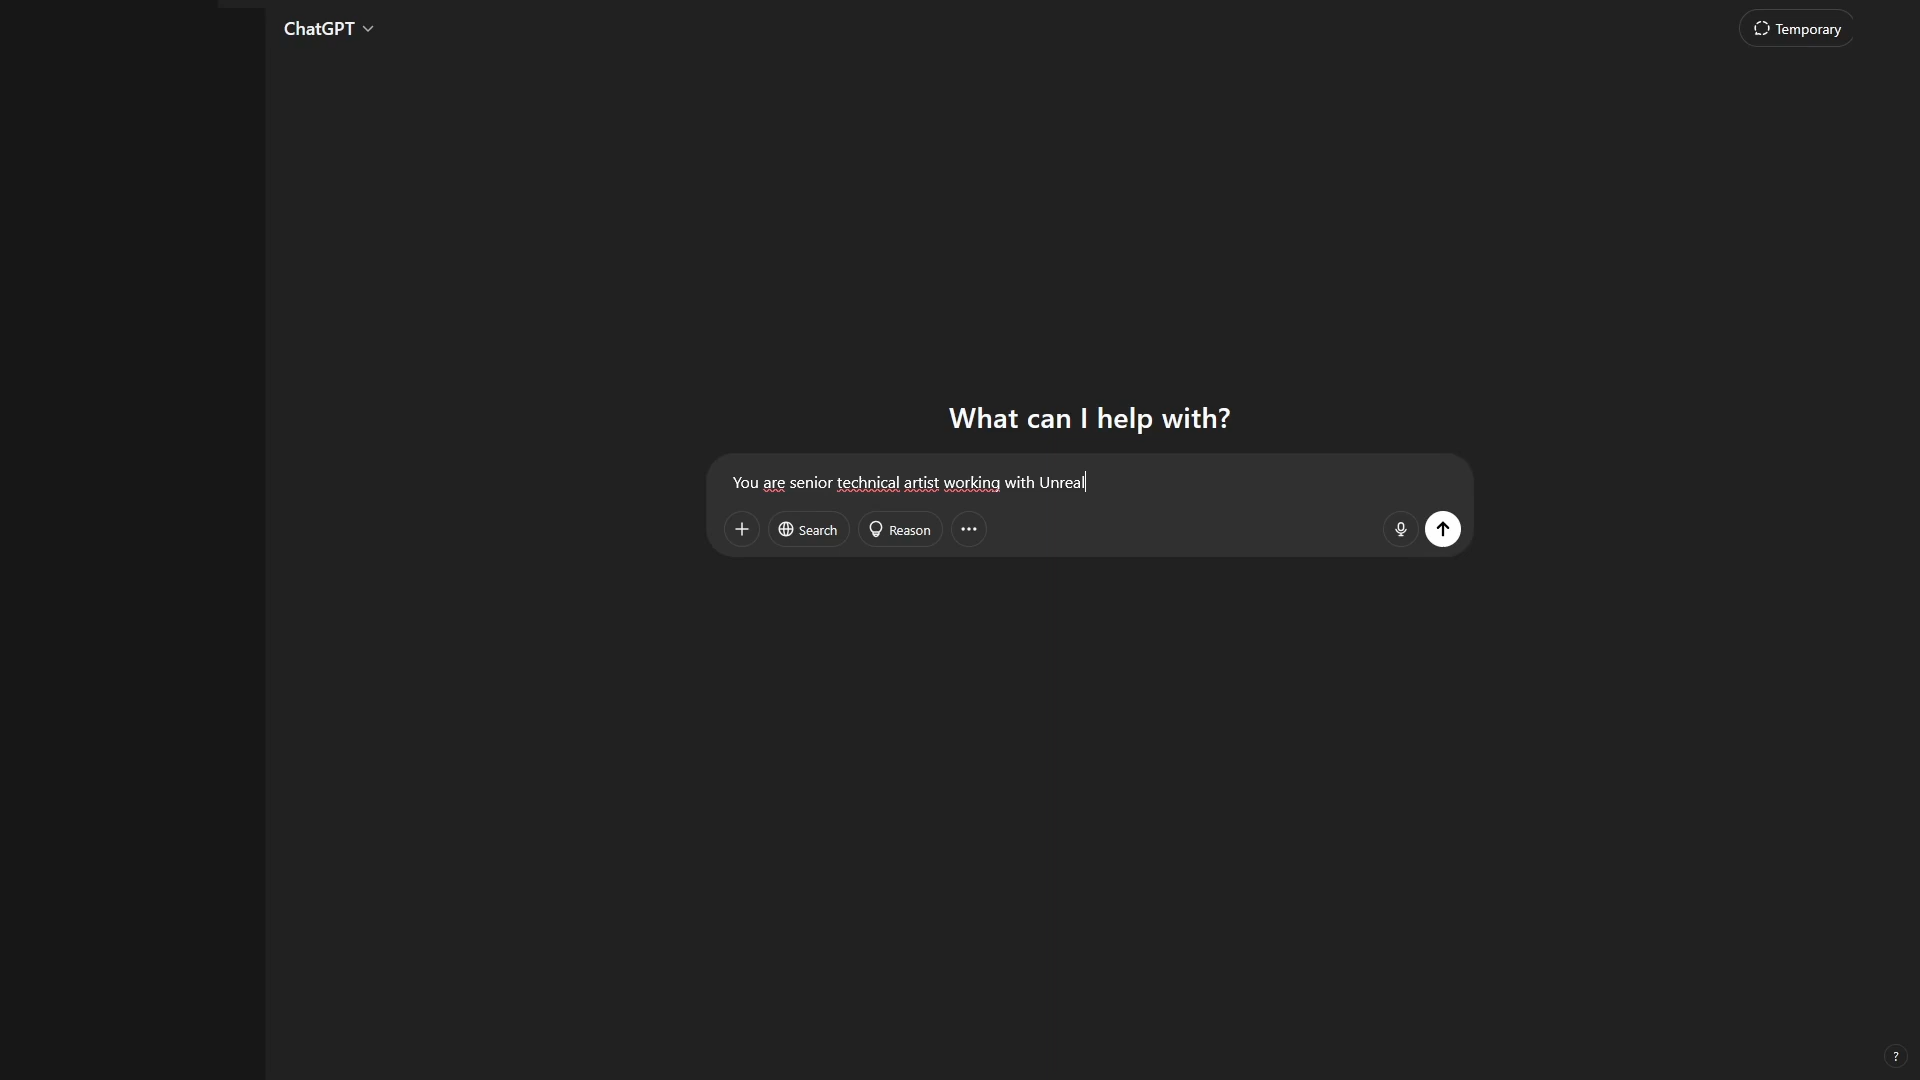 ChatGPT
Temporary
What can I help with?
You are senior technical artist working with Unreal
Search
Reason
?